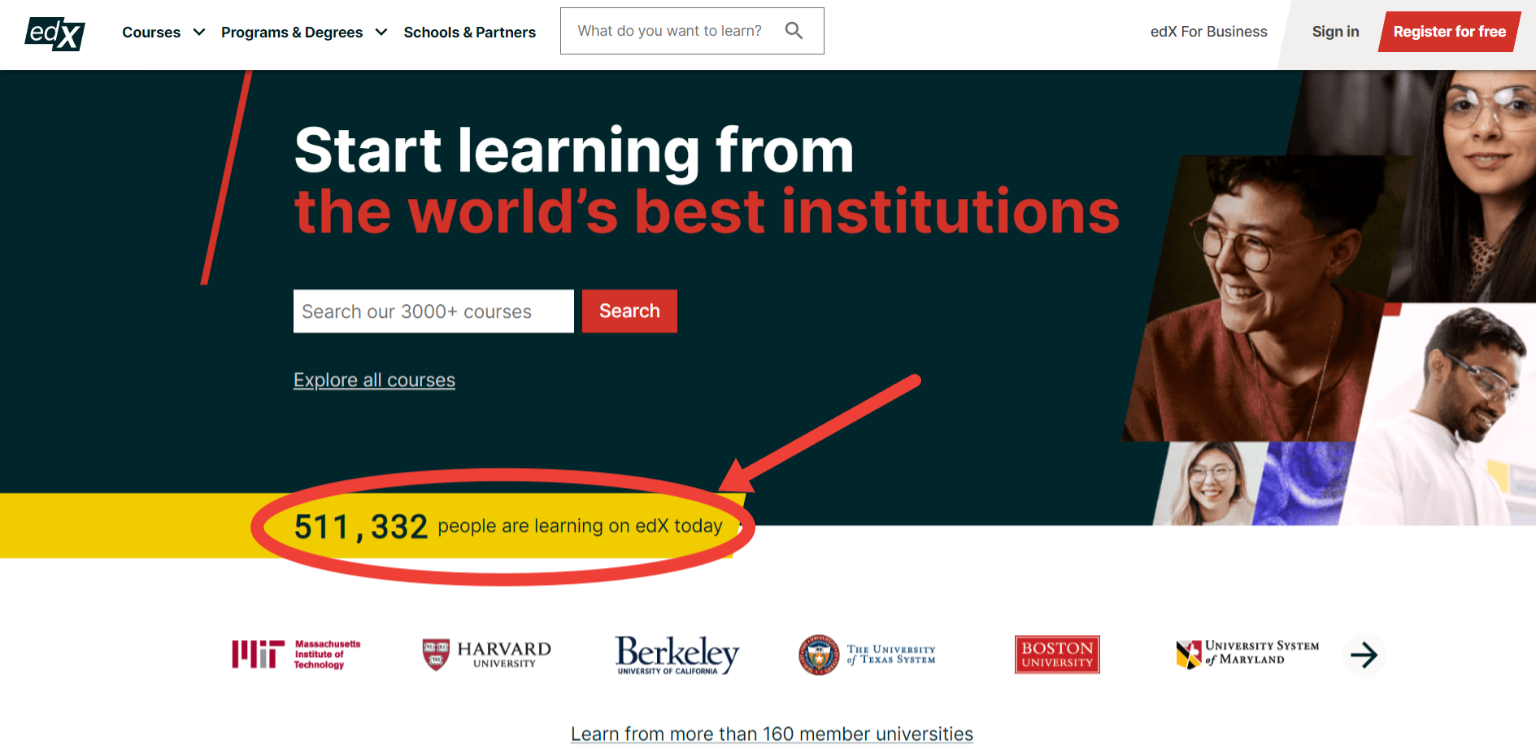 edX
Courses
Programs & Degrees
Schools & Partners
What do you want to learn?
edX For Business
Sign in
Register for free
Start learning from
the world's best institutions
Search our 3000+ courses
Search
Explore all courses
511,332 people are learning on edX today
MIT
Massachusetts
Institute of
Technology
HARVARD
UNIVERSITY
Berkeley
UNIVERSITY OF CALIFORNIA
THE UNIVERSITY
of TEXAS SYSTEM
BOSTON
UNIVERSITY
UNIVERSITY SYSTEM
of MARYLAND
Learn from more than 160 member universities